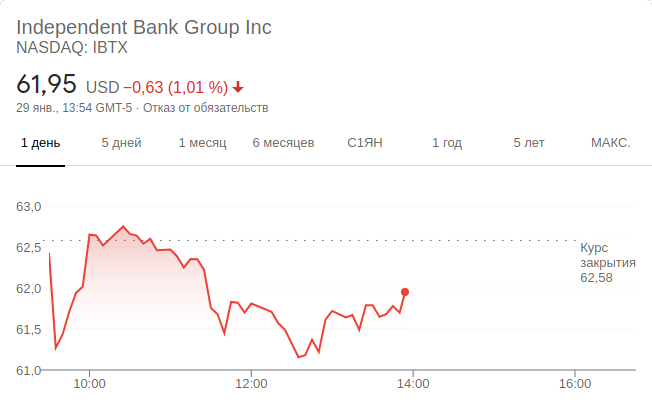 Independent Bank Group Inc
NASDAQ: IBTX
61,95 USD −0,63 (1,01 %)
29 янв., 13:54 GMT-5 · Отказ от обязательств
1 день 5 дней 1 месяц 6 месяцев С1ЯН 1 год 5 лет МАКС.
63,0
62,5
Курс
закрытия
62,58
62,0
61,5
61,0
10:00 12:00 14:00 16:00